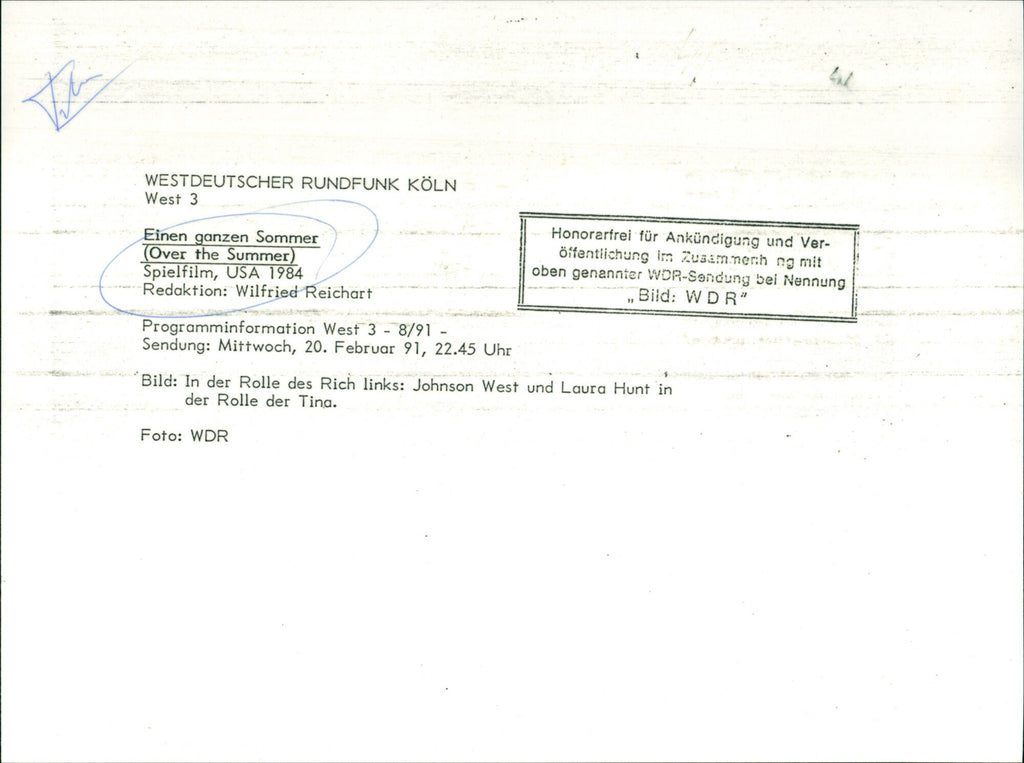 WESTDEUTSCHER RUNDFUNK KÖLN
West 3
Einen ganzen Sommer
(Over the Summer)
Spielfilm, USA 1984
Redaktion: Wilfried Reichart
Programminformation West 3 - 8/91 -
Sendung: Mittwoch, 20. Februar 91, 22.45 Uhr
Bild: In der Rolle des Rich links: Johnson West und Laura Hunt in
der Rolle der Tina.
Foto: WDR
Honorarfrei für Ankündigung und Ver-
öffentlichung im Zusammenh ng mit
oben genannter WDR-Sendung bei Nennung
„Bild: WDR"